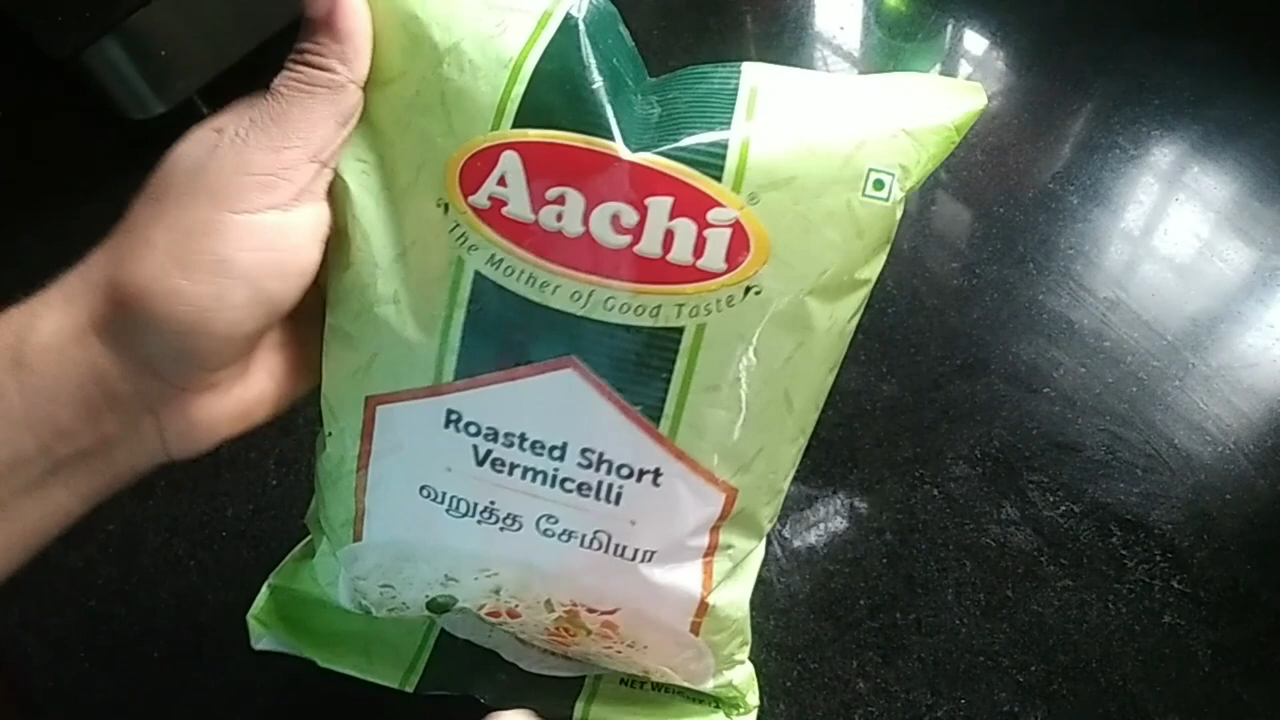 Aachi
®
The Mother of Good Taste
Roasted Short
Vermicelli
வறுத்த சேமியா
NET WEIGHT